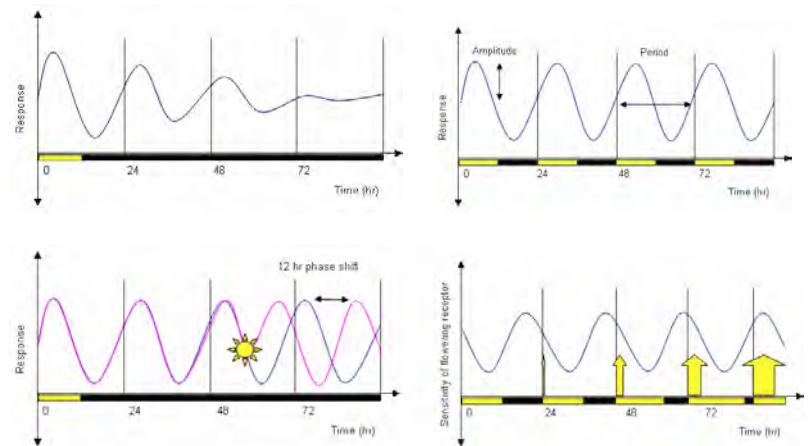 Response
0 24 48 72
Time (hr)
Amplitude
Period
Response
0 24 48 72
Time (hr)
12 hr phase shift
Response
0 24 48 72
Time (hr)
Sensitivity of flowering receptor
0 24 48 72
Time (hr)